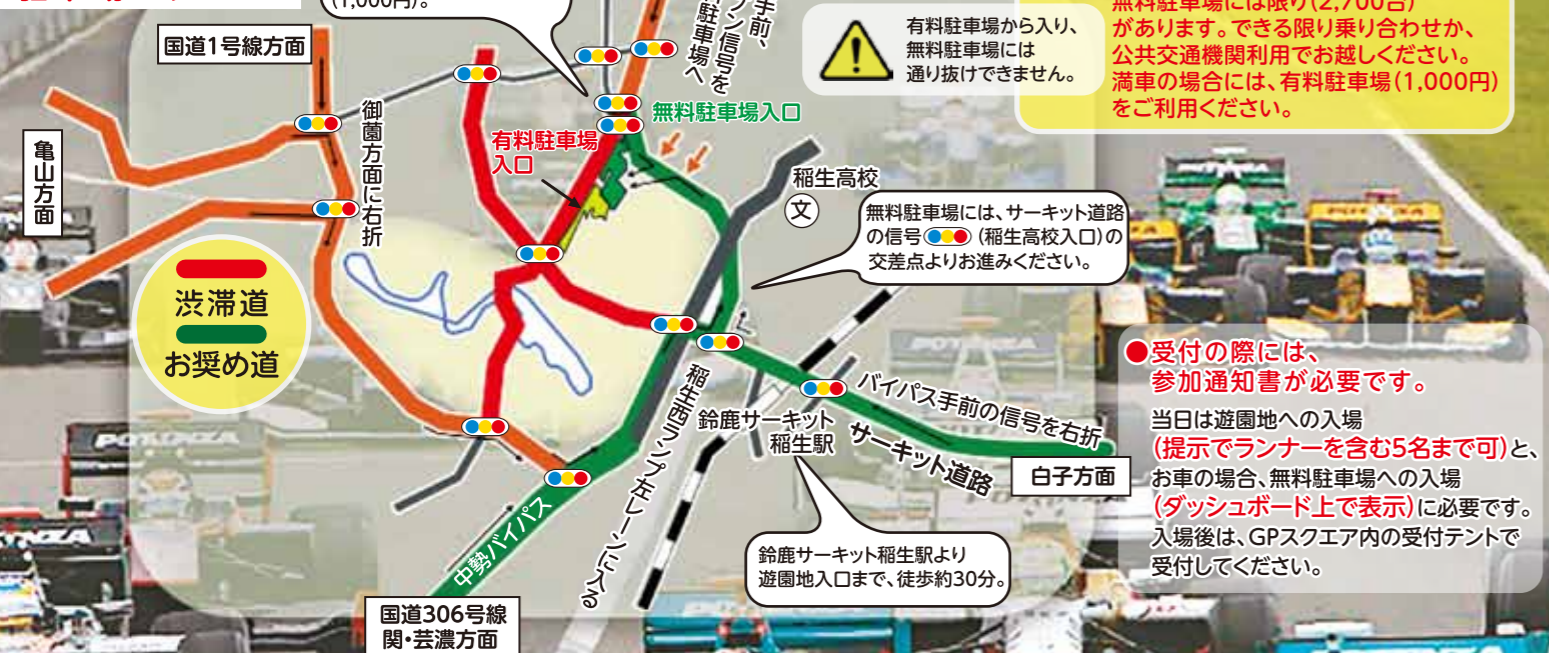 (1,000円)。
国道1号線方面
亀山方面
御薗方面に右折
手前、
ン信号を
駐車場へ
有料駐車場から入り、
無料駐車場には
通り抜けできません。
無料駐車場には限り(2,700台)
があります。できる限り乗り合わせか、
公共交通機関利用でお越しください。
満車の場合には、有料駐車場(1,000円)
をご利用ください。
無料駐車場入口
有料駐車場
入口
稲生高校
文
無料駐車場には、サーキット道路
の信号 (稲生高校入口)の
交差点よりお進みください。
渋滞道
お奨め道
稲生西ランプ左レーンに入る
鈴鹿サーキット
稲生駅
バイパス手前の信号を右折
サーキット道路
白子方面
中勢バイパス
国道306号線
関・芸濃方面
鈴鹿サーキット稲生駅より
遊園地入口まで、徒歩約30分。
●受付の際には、
参加通知書が必要です。
当日は遊園地への入場
(提示でランナーを含む5名まで可)と、
お車の場合、無料駐車場への入場
(ダッシュボード上で表示)に必要です。
入場後は、GPスクエア内の受付テントで
受付してください。
POTENZA
POTENZA